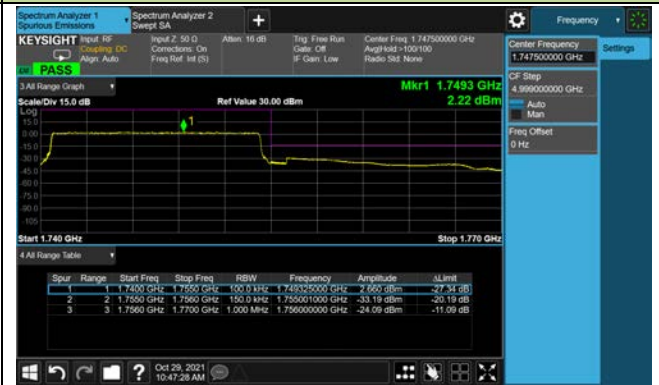 Spectrum Analyzer 1
Spurious Emissions
Spectrum Analyzer 2
Swept SA
+
Frequency
KEYSIGHT
Input: RF
Coupling: DC
Align: Auto
Input Z: 50 Ω
Corrections: On
Freq Ref: Int (S)
Atten: 16 dB
Trig: Free Run
Gate: Off
IF Gain: Low
Center Freq: 1.747500000 GHz
Avg|Hold:>100/100
Radio Std: None
PASS
Center Frequency
1.747500000 GHz
Settings
CF Step
4.999000000 GHz
Auto
Man
Freq Offset
0 Hz
3 All Range Graph
Mkr1 1.7493 GHz
Scale/Div 15.0 dB
Ref Value 30.00 dBm
2.22 dBm
Log
15.0
0.00
-15.0
-30.0
-45.0
-60.0
-75.0
-90.0
-105
1
Start 1.740 GHz
Stop 1.770 GHz
4 All Range Table
Spur Range Start Freq Stop Freq RBW Frequency Amplitude ΔLimit
1 1 1.7400 GHz 1.7550 GHz 100.0 kHz 1.749325000 GHz 2.660 dBm -27.34 dB
2 2 1.7550 GHz 1.7560 GHz 150.0 kHz 1.755001000 GHz -33.19 dBm -20.19 dB
3 3 1.7560 GHz 1.7700 GHz 1.000 MHz 1.756000000 GHz -24.09 dBm -11.09 dB
?
Oct 29, 2021
10:47:28 AM